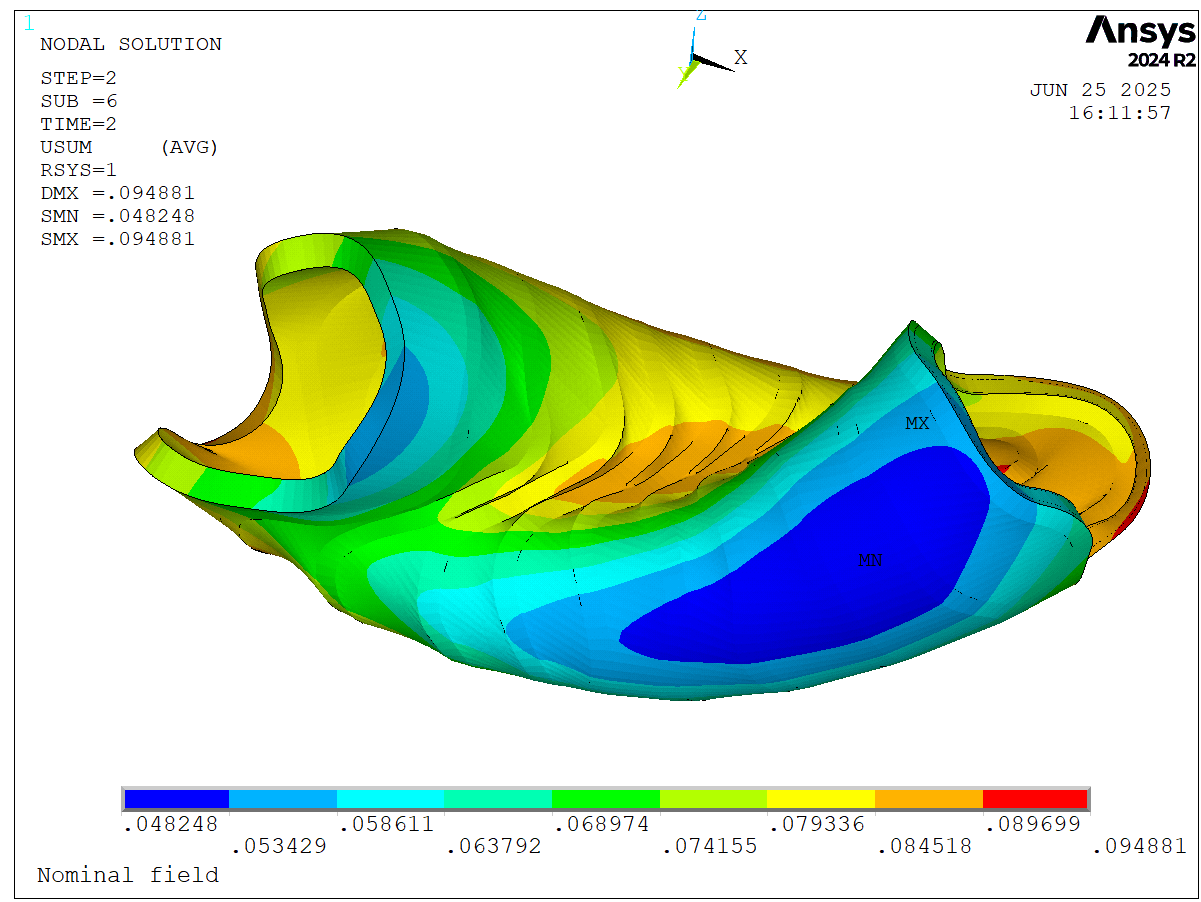 1
NODAL SOLUTION
STEP=2
SUB =6
TIME=2
USUM (AVG)
RSYS=1
DMX =.094881
SMN =.048248
SMX =.094881
Z
X
Y
Ansys
2024 R2
JUN 25 2025
16:11:57
MX
MN
.048248 .058611 .068974 .079336 .089699
.053429 .063792 .074155 .084518 .094881
Nominal field